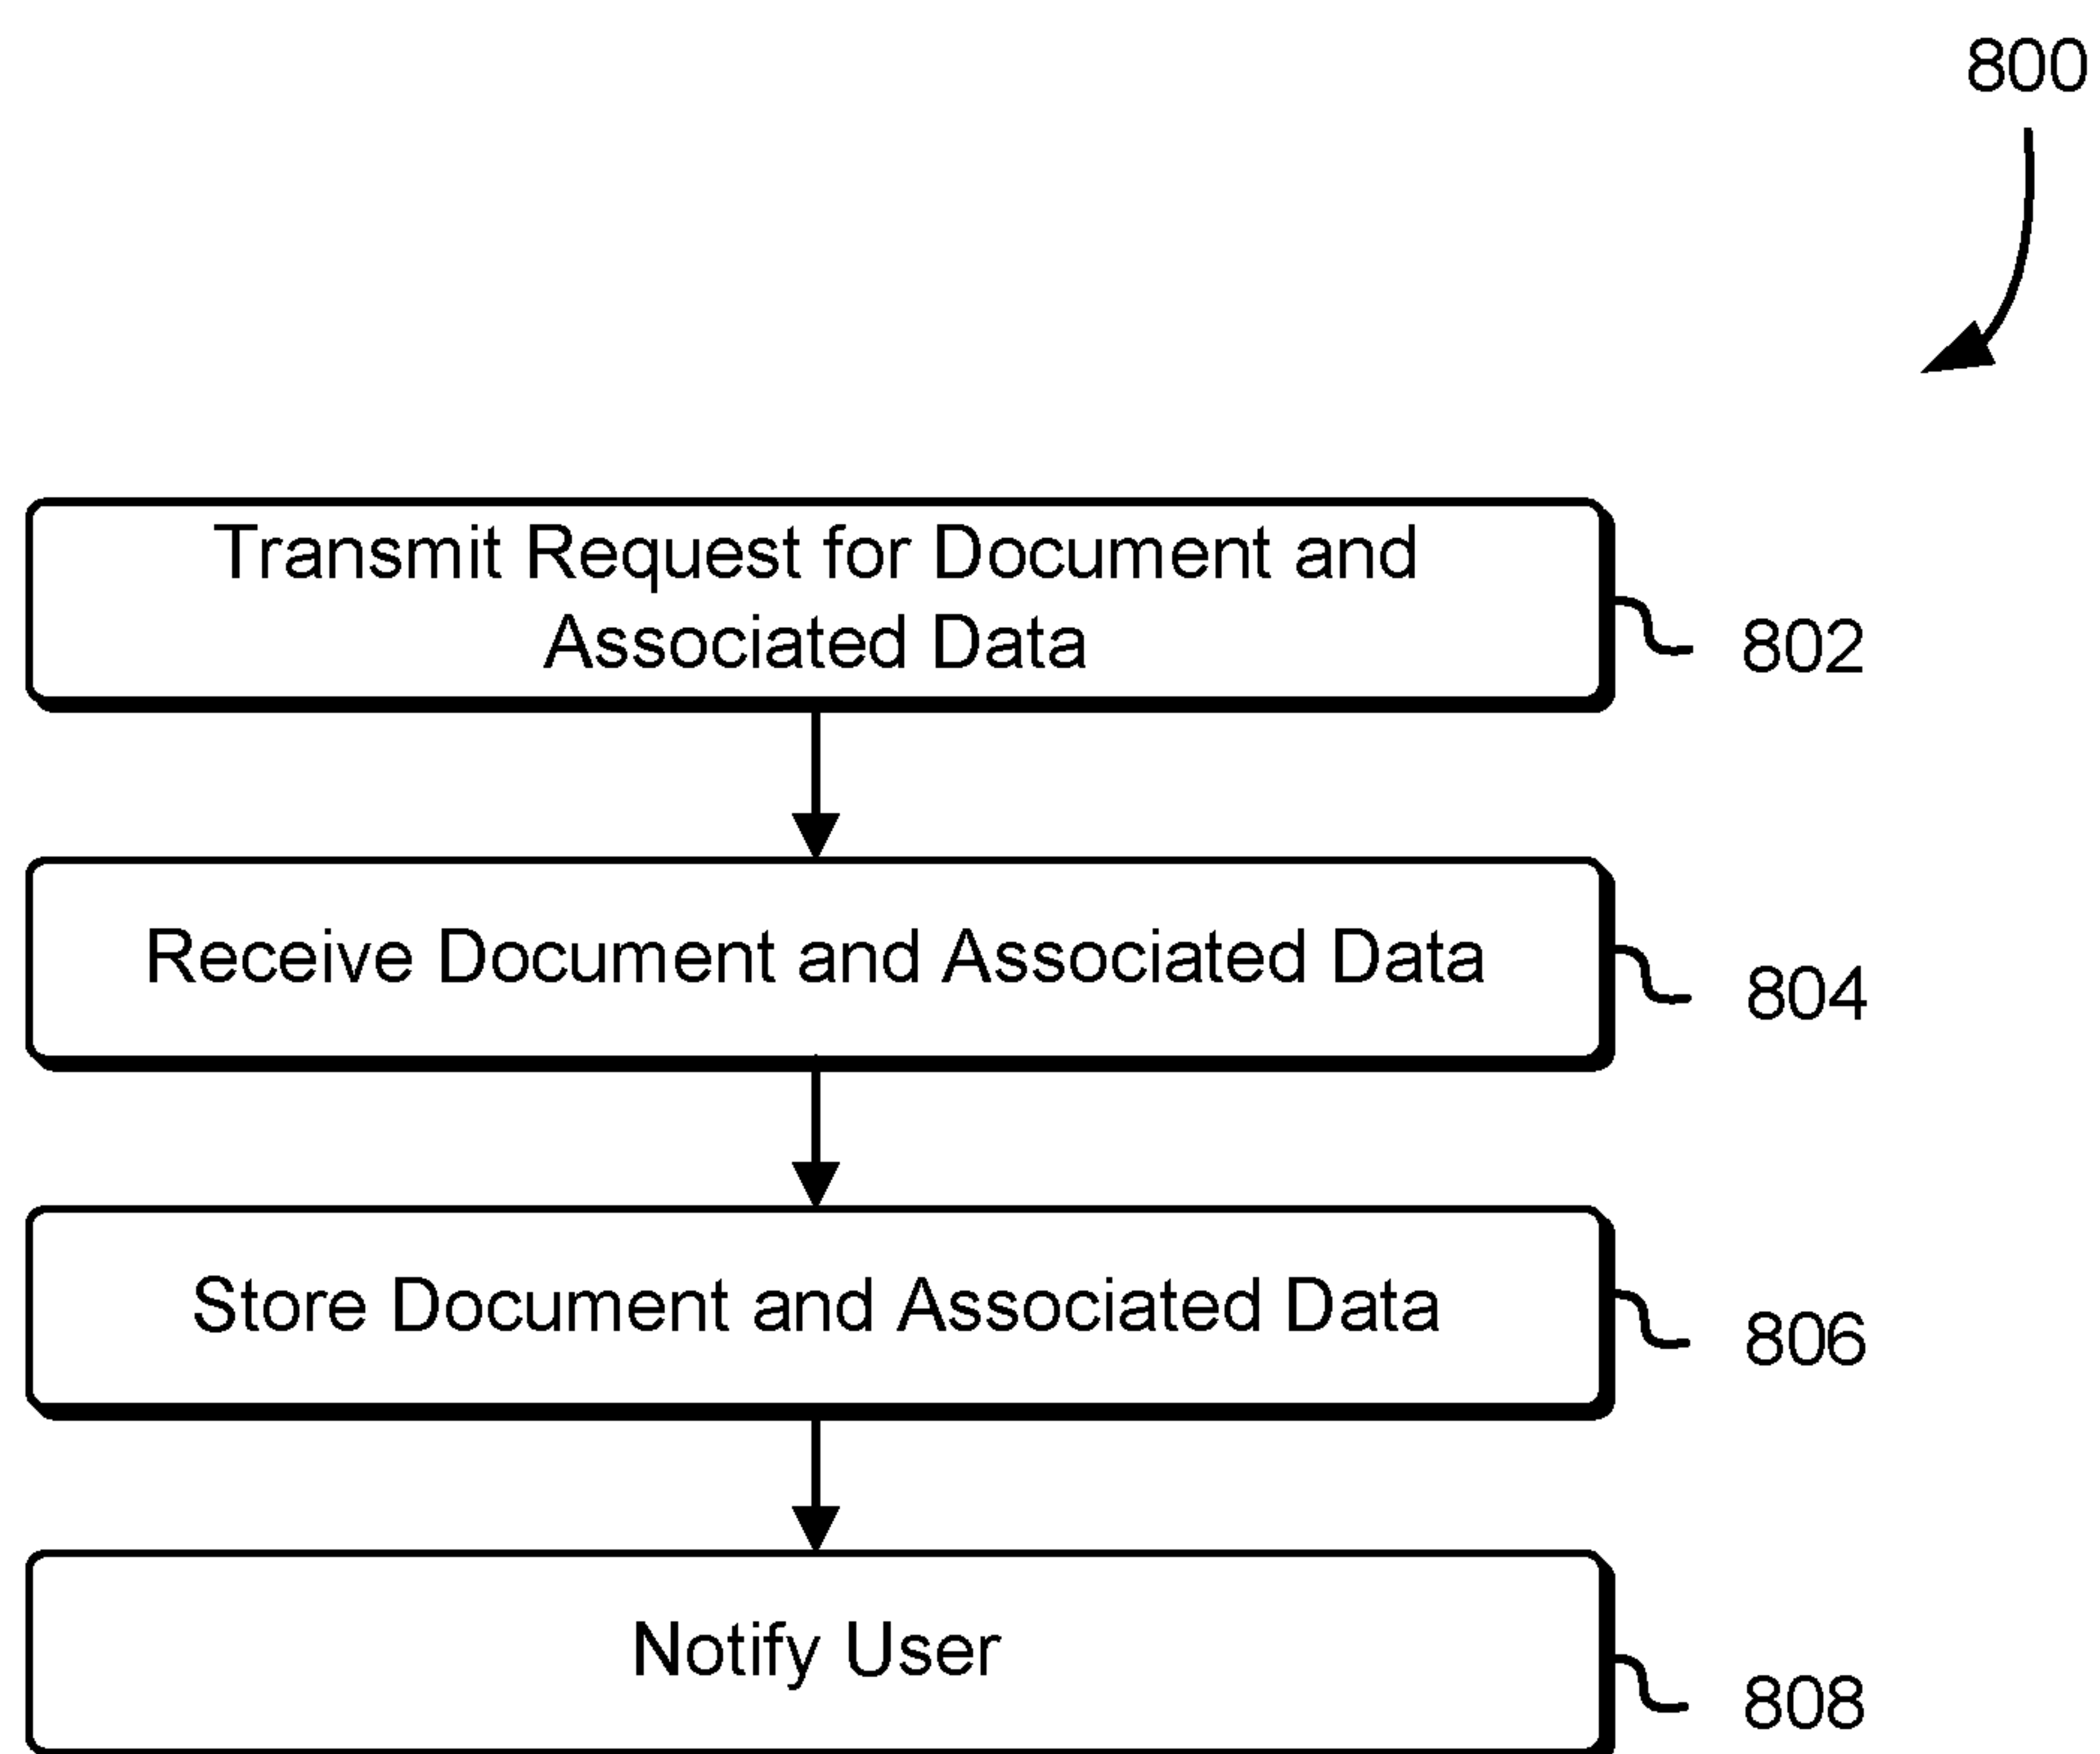 800
Transmit Request for Document and
Associated Data
802
Receive Document and Associated Data
804
Store Document and Associated Data
806
Notify User
808